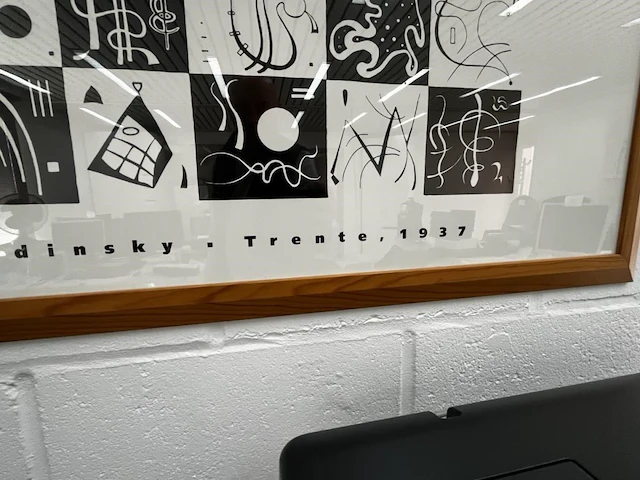 dinsky · Trente, 1937